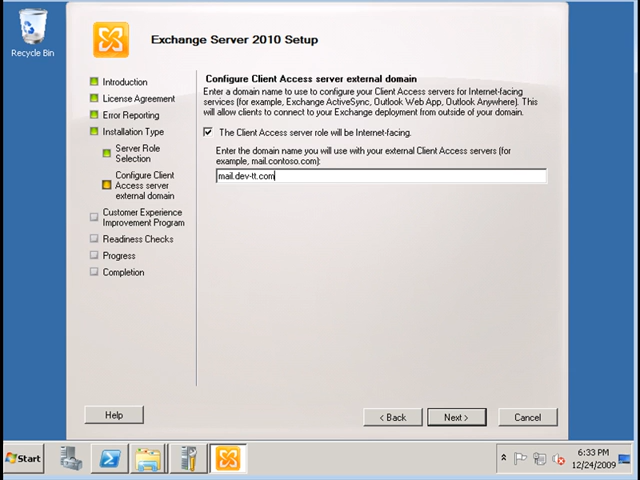 Recycle Bin
Exchange Server 2010 Setup
Introduction
License Agreement
Error Reporting
Installation Type
Server Role
Selection
Configure Client
Access server
external domain
Customer Experience
Improvement Program
Readiness Checks
Progress
Completion
Configure Client Access server external domain
Enter a domain name to use to configure your Client Access servers for Internet-facing
services (for example, Exchange ActiveSync, Outlook Web App, Outlook Anywhere). This
will allow clients to connect to your Exchange deployment from outside of your domain.
The Client Access server role will be Internet-facing.
Enter the domain name you will use with your external Client Access servers (for
example, mail.contoso.com):
mail.dev-tt.com
Help
< Back
Next >
Cancel
Start
6:33 PM
12/24/2009